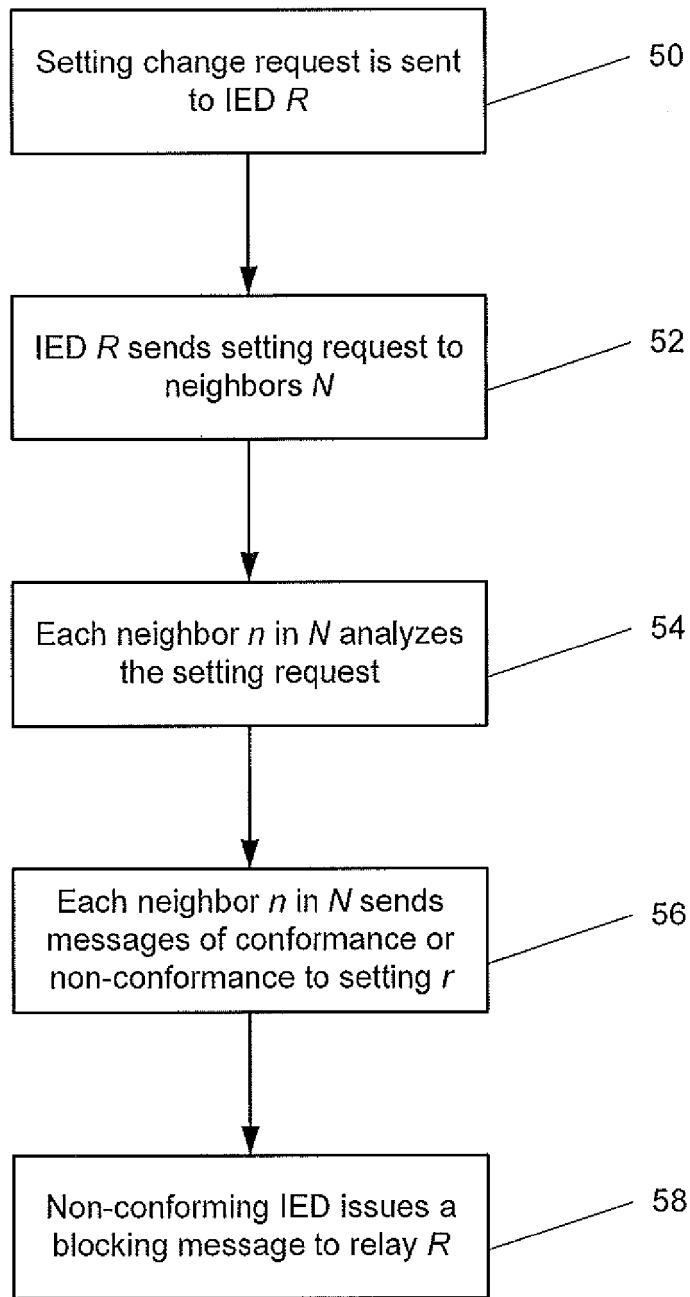 Setting change request is sent
to IED R
50
IED R sends setting request to
neighbors N
52
Each neighbor n in N analyzes
the setting request
54
Each neighbor n in N sends
messages of conformance or
non-conformance to setting r
56
Non-conforming IED issues a
blocking message to relay R
58